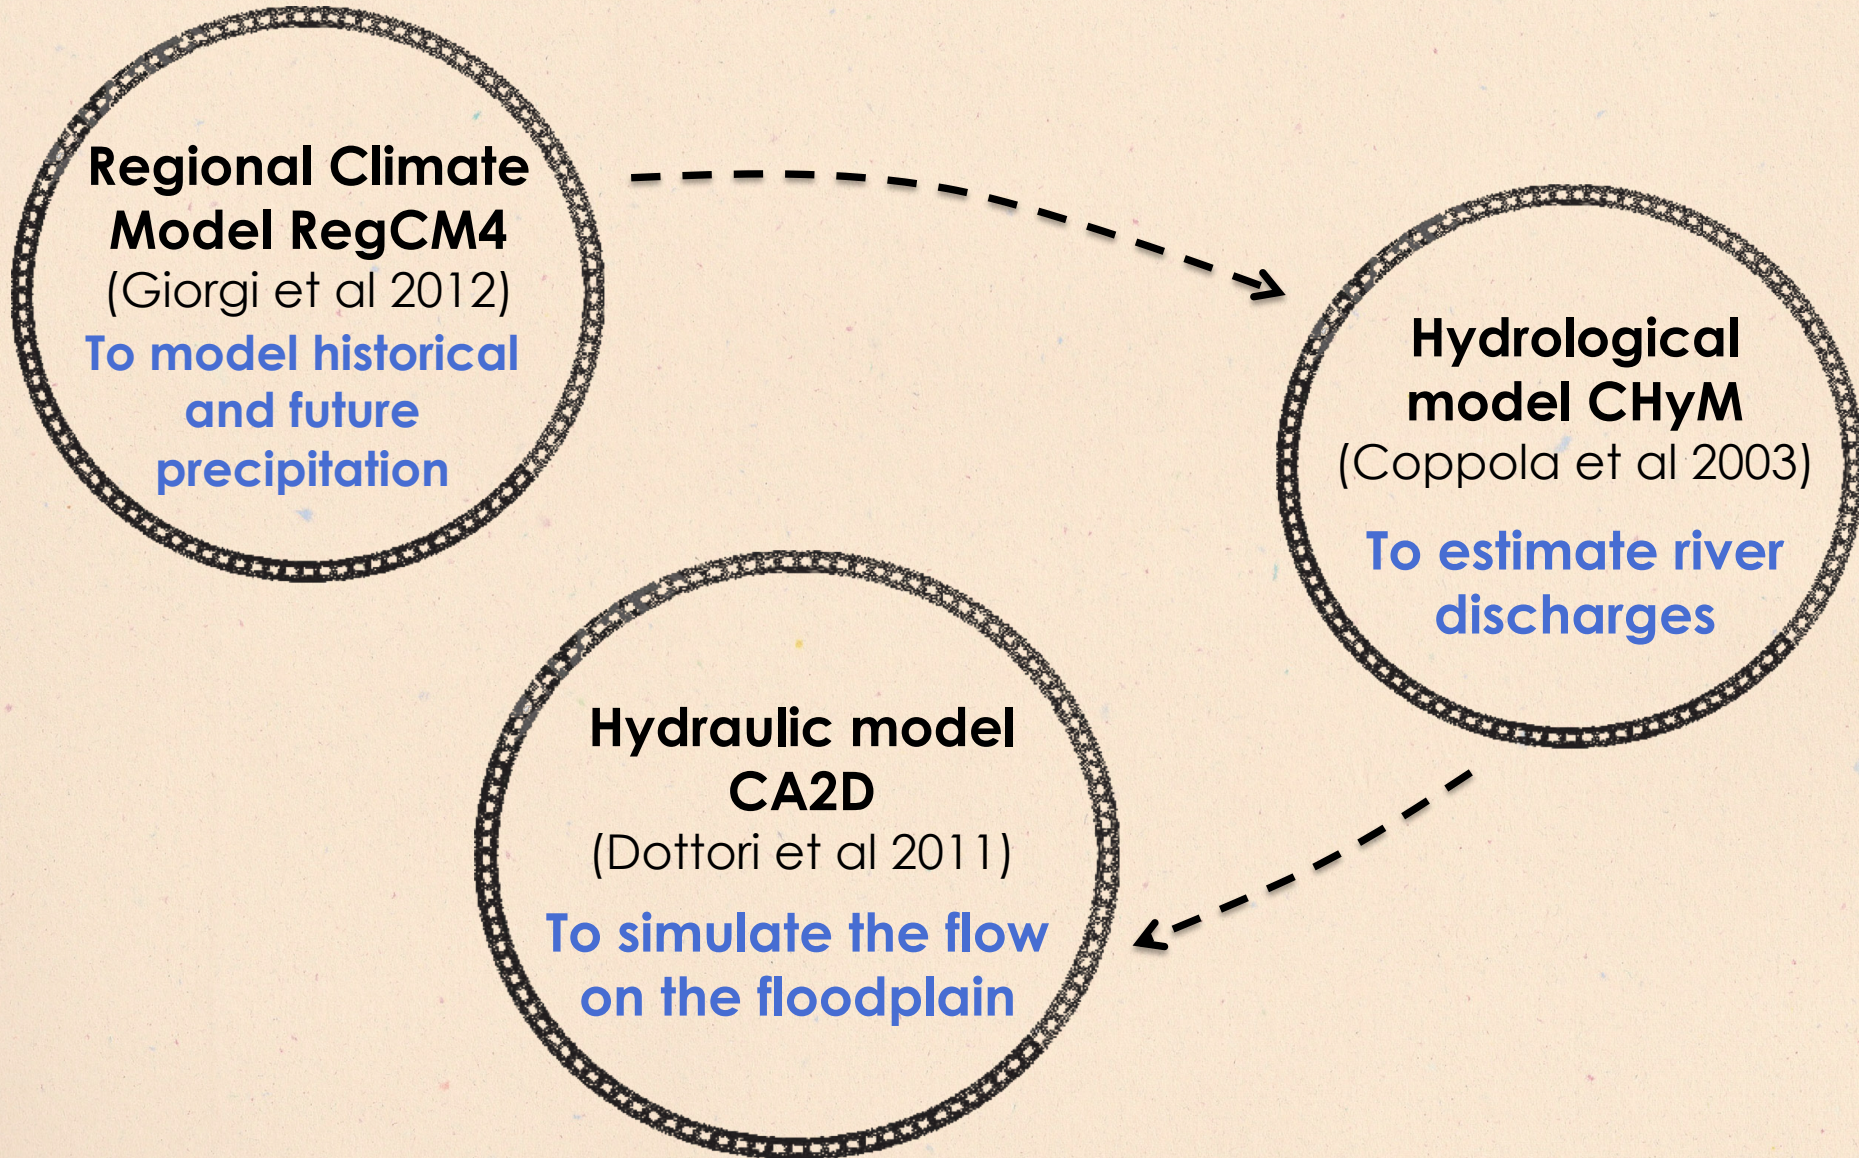 Regional Climate
Model RegCM4
(Giorgi et al 2012)
To model historical
and future
precipitation
Hydrological
model CHyM
(Coppola et al 2003)
To estimate river
discharges
Hydraulic model
CA2D
(Dottori et al 2011)
To simulate the flow
on the floodplain